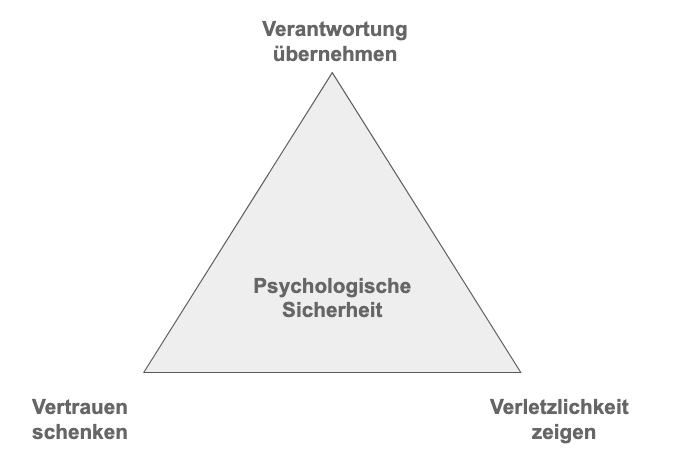 Verantwortung
übernehmen
Psychologische
Sicherheit
Vertrauen
schenken
Verletzlichkeit
zeigen